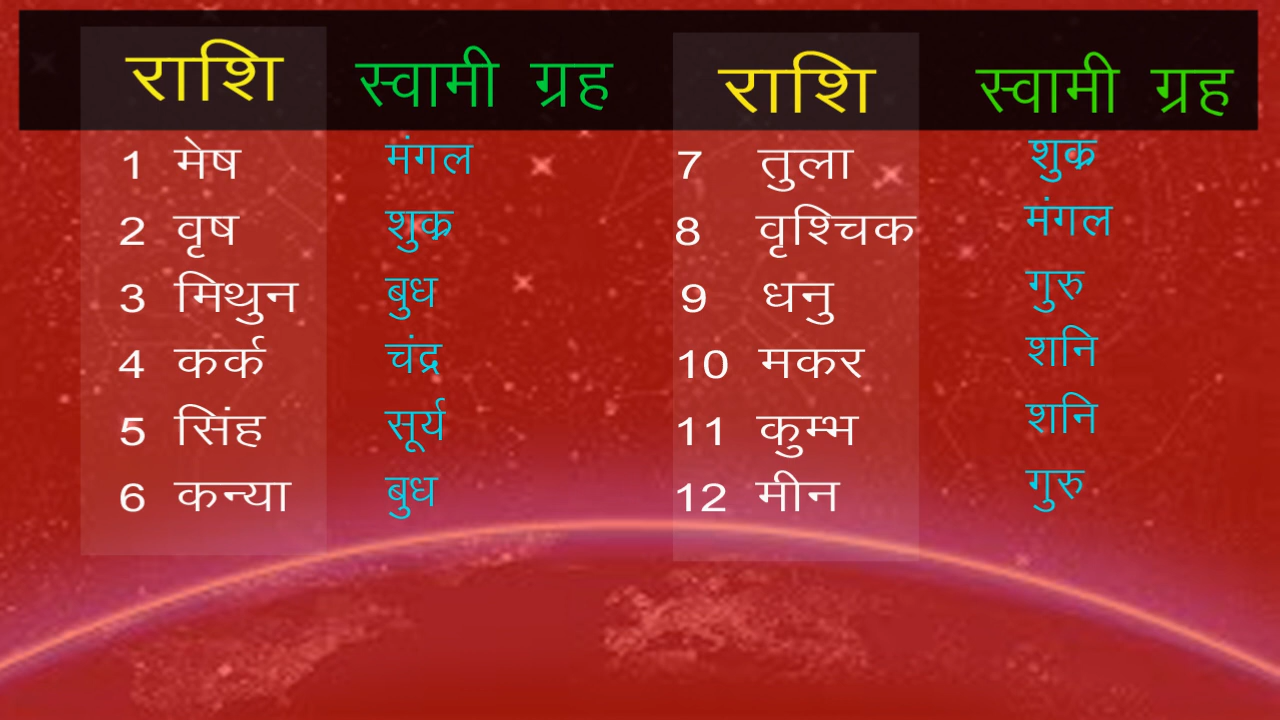 राशि स्वामी ग्रह राशि स्वामी ग्रह
1 मेष मंगल 7 तुला शुक्र
2 वृष शुक्र 8 वृश्चिक मंगल
3 मिथुन बुध 9 धनु गुरु
4 कर्क चंद्र 10 मकर शनि
5 सिंह सूर्य 11 कुम्भ शनि
6 कन्या बुध 12 मीन गुरु